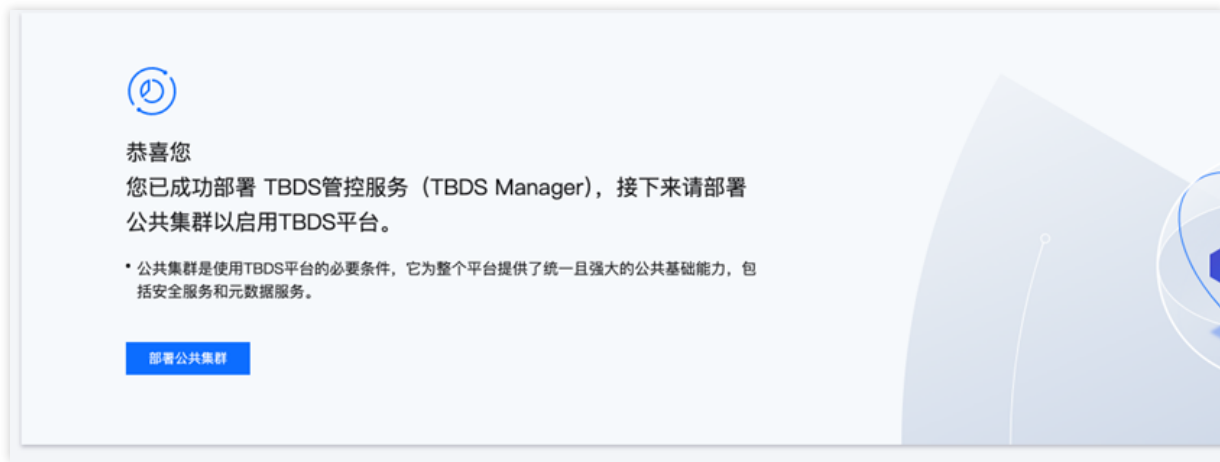 恭喜您
您已成功部署 TBDS管控服务（TBDS Manager），接下来请部署
公共集群以启用TBDS平台。
• 公共集群是使用TBDS平台的必要条件，它为整个平台提供了统一且强大的公共基础能力，包
括安全服务和元数据服务。
部署公共集群